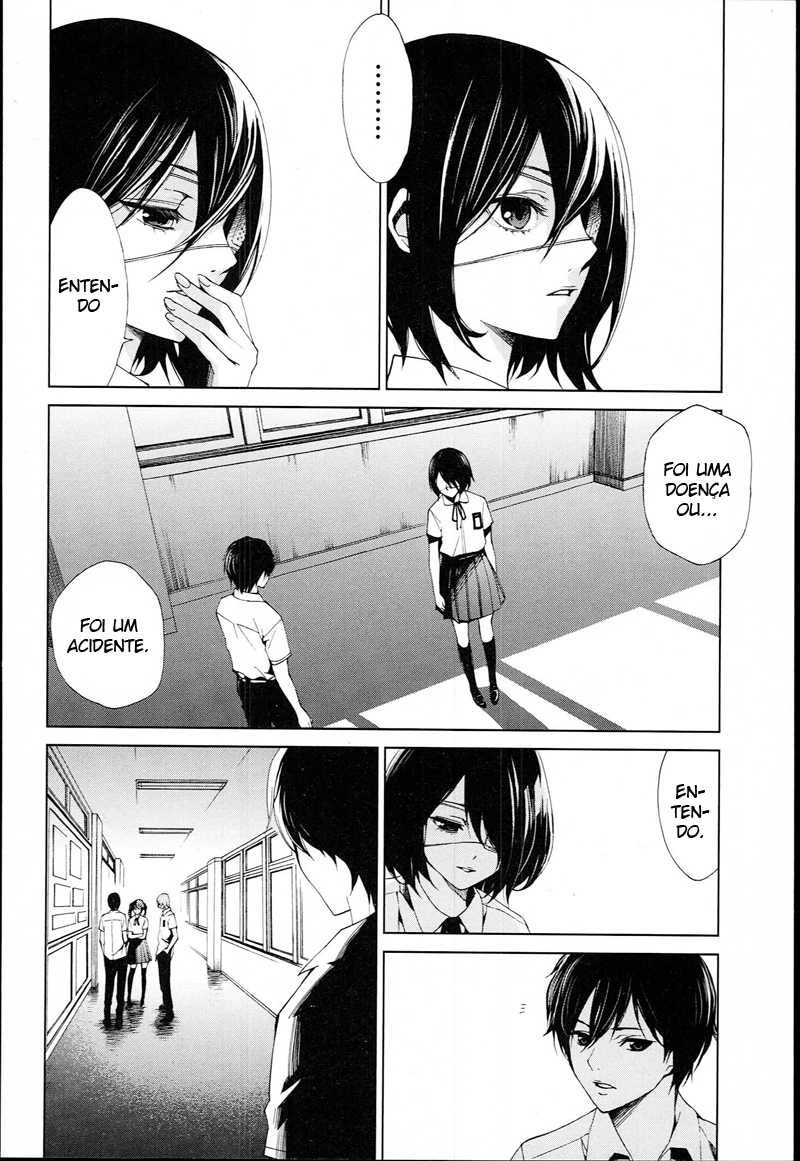 .........
ENTEN-
DO
FOI UMA
DOENÇA
OU...
FOI UM
ACIDENTE.
EN-
TEN-
DO.